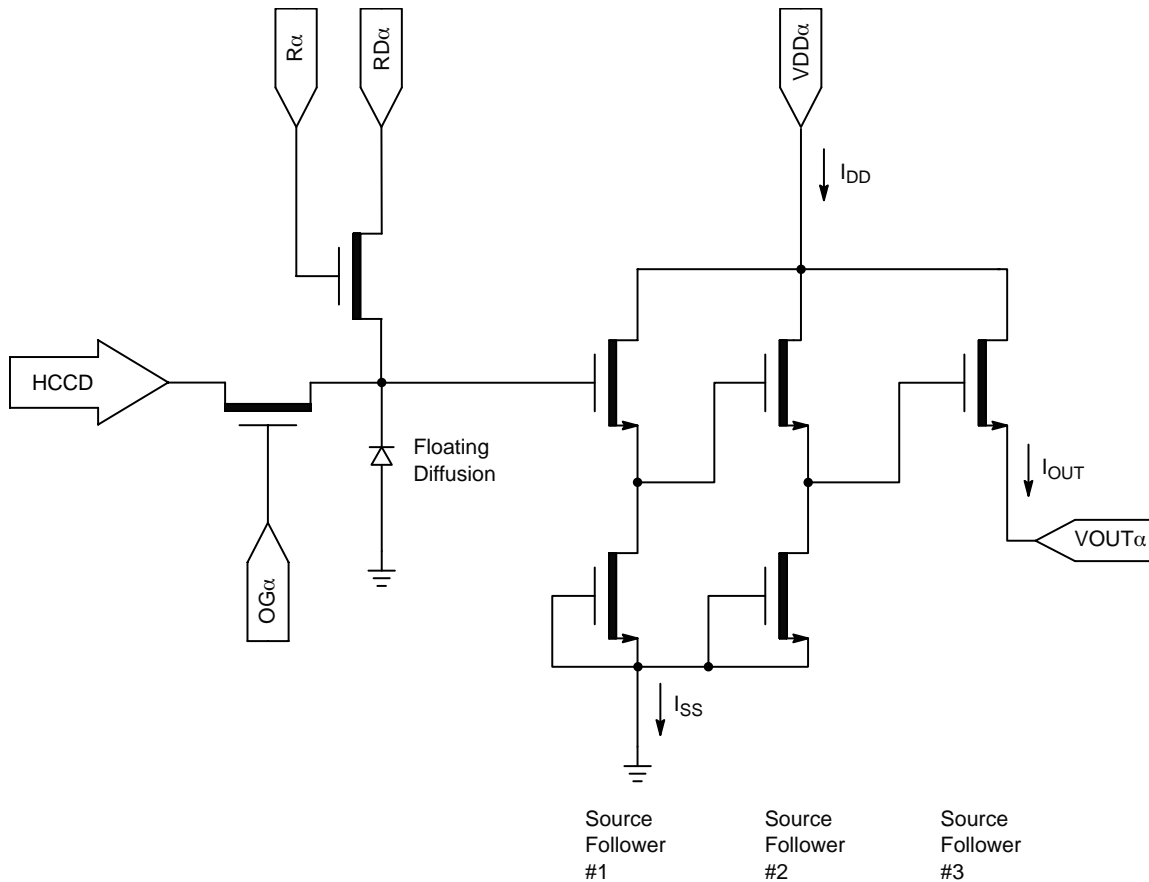 Rα
RDα
VDDα
IDD
HCCD
Floating
Diffusion
IOUT
VOUTα
OGα
ISS
Source
Follower
#1
Source
Follower
#2
Source
Follower
#3